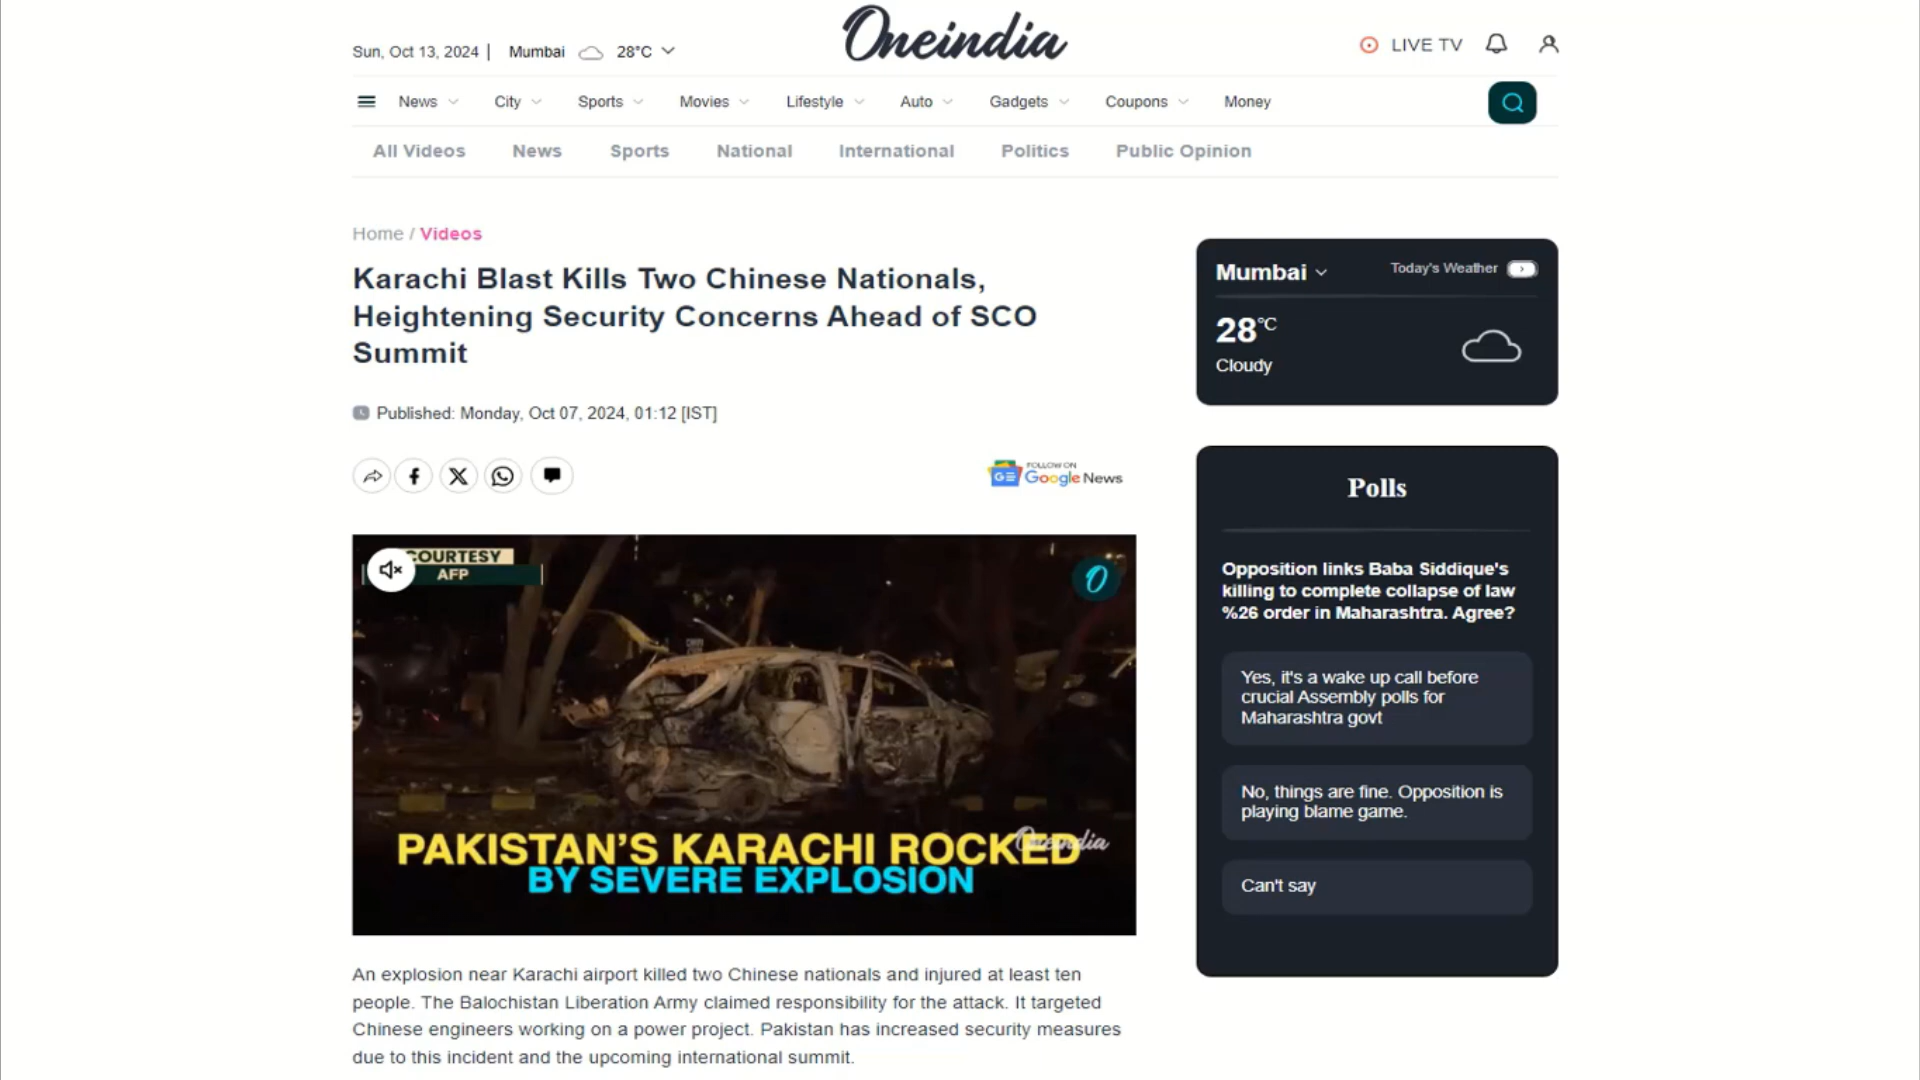 Oneindia
Sun, Oct 13, 2024 | Mumbai 28°C
LIVE TV
News City Sports Movies Lifestyle Auto Gadgets Coupons Money
All Videos News Sports National International Politics Public Opinion
Home / Videos
Karachi Blast Kills Two Chinese Nationals,
Heightening Security Concerns Ahead of SCO
Summit
Published: Monday, Oct 07, 2024, 01:12 [IST]
FOLLOW ON
Google News
COURTESY
AFP
Oneindia
PAKISTAN'S KARACHI ROCKED
BY SEVERE EXPLOSION
An explosion near Karachi airport killed two Chinese nationals and injured at least ten
people. The Balochistan Liberation Army claimed responsibility for the attack. It targeted
Chinese engineers working on a power project. Pakistan has increased security measures
due to this incident and the upcoming international summit.
Mumbai
Today's Weather
28°C
Cloudy
Polls
Opposition links Baba Siddique's
killing to complete collapse of law
%26 order in Maharashtra. Agree?
Yes, it's a wake up call before
crucial Assembly polls for
Maharashtra govt
No, things are fine. Opposition is
playing blame game.
Can't say